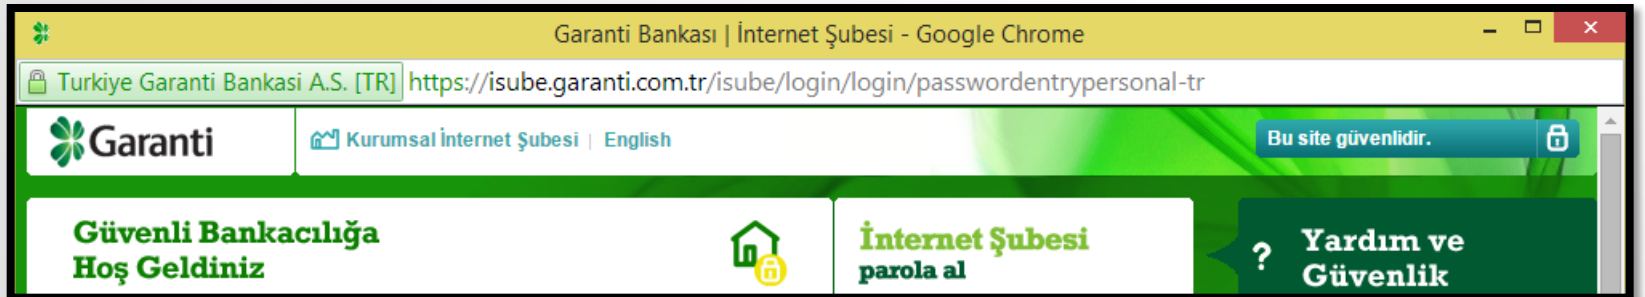 Garanti Bankası | İnternet Şubesi - Google Chrome
Turkiye Garanti Bankasi A.S. [TR] https://isube.garanti.com.tr/isube/login/login/passwordentrypersonal-tr
Garanti
Kurumsal İnternet Şubesi | English
Bu site güvenlidir.
Güvenli Bankacılığa
Hoş Geldiniz
İnternet Şubesi
parola al
? Yardım ve
Güvenlik